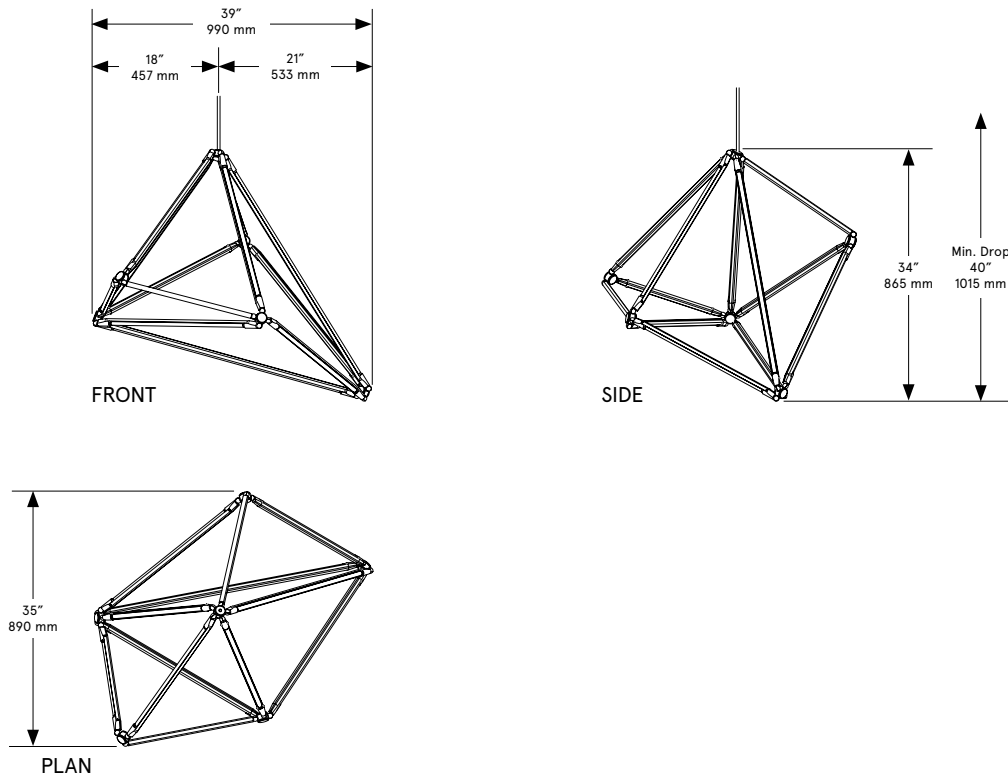 39”
990 mm
18”
457 mm
21”
533 mm
FRONT
34”
865 mm
Min. Drop
40”
1015 mm
SIDE
35”
890 mm
PLAN